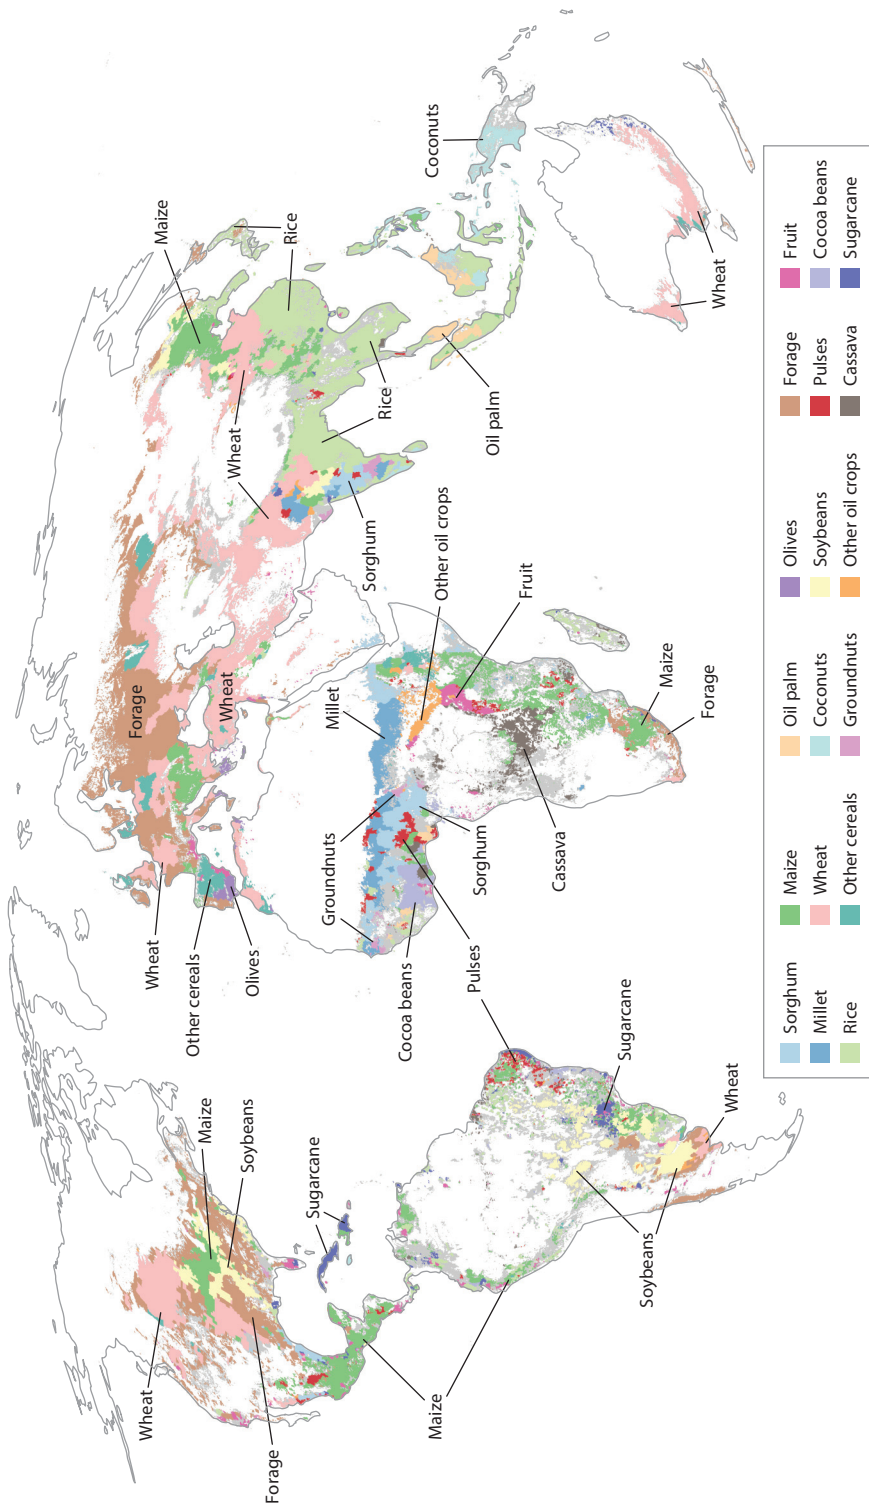 Forage
Wheat
Wheat
Maize
Other cereals
Maize
Wheat
Wheat
Soybeans
Olives
Forage
Rice
Sugarcane
Groundnuts
Millet
Sorghum
Rice
Cocoa beans
Coconuts
Maize
Other oil crops
Pulses
Sorghum
Oil palm
Fruit
Cassava
Sugarcane
Soybeans
Maize
Forage
Wheat
Wheat
Sorghum Maize Oil palm Olives Forage Fruit
Millet Wheat Coconuts Soybeans Pulses Cocoa beans
Rice Other cereals Groundnuts Other oil crops Cassava Sugarcane